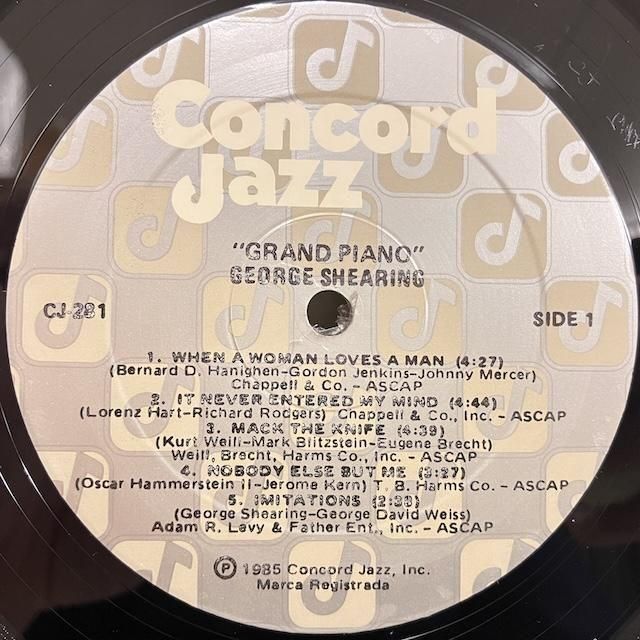 Concord
Jazz
"GRAND PIANO"
GEORGE SHEARING
CJ-281
SIDE 1
1. WHEN A WOMAN LOVES A MAN (4:27)
(Bernard D. Hanighen-Gordon Jenkins-Johnny Mercer)
Chappell & Co. - ASCAP
2. IT NEVER ENTERED MY MIND (4:44)
(Lorenz Hart-Richard Rodgers) Chappell & Co., Inc. - ASCAP
3. MACK THE KNIFE (4:39)
(Kurt Weill-Mark Blitzstein-Eugene Brecht)
Weill, Brecht, Harms Co., Inc. - ASCAP
4. NOBODY ELSE BUT ME (3:27)
(Oscar Hammerstein II-Jerome Kern) T. B. Harms Co. - ASCAP
5. IMITATIONS (2:38)
(George Shearing-George David Weiss)
Adam R. Levy & Father Ent., Inc. - ASCAP
Ⓟ 1985 Concord Jazz, Inc.
Marca Registrada